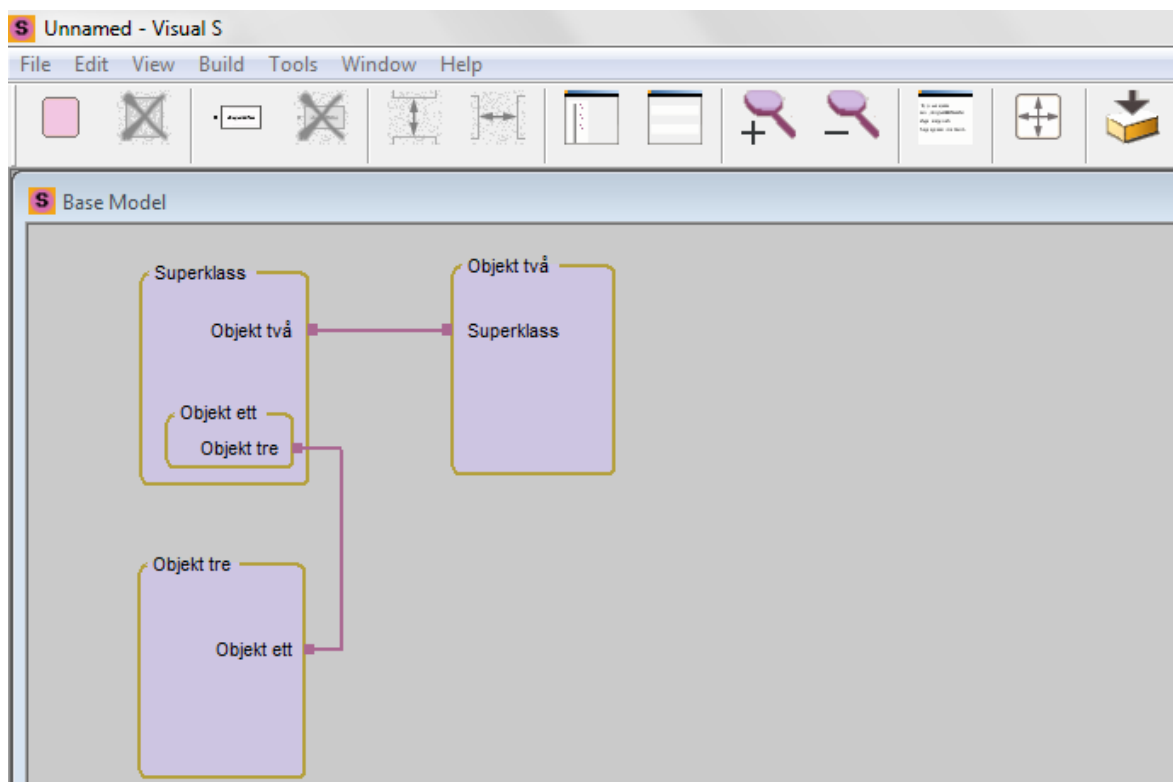 S Unnamed - Visual S
File Edit View Build Tools Window Help
S Base Model
Superklass
Objekt två
Objekt två
Superklass
Objekt ett
Objekt tre
Objekt tre
Objekt ett